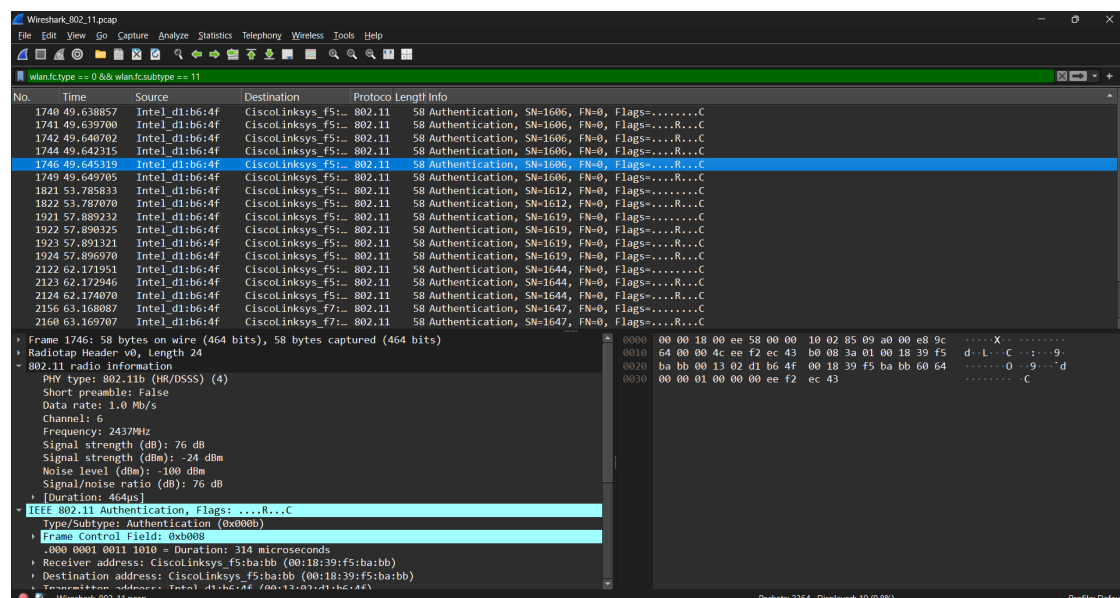 Wireshark_802_11.pcap
File Edit View Go Capture Analyze Statistics Telephony Wireless Tools Help
wlan.fc.type == 0 && wlan.fc.subtype == 11
No. Time Source Destination Protoco Length Info
1740 49.638857 Intel_d1:b6:4f CiscoLinksys_f5:… 802.11 58 Authentication, SN=1606, FN=0, Flags=........C
1741 49.639700 Intel_d1:b6:4f CiscoLinksys_f5:… 802.11 58 Authentication, SN=1606, FN=0, Flags=....R...C
1742 49.640702 Intel_d1:b6:4f CiscoLinksys_f5:… 802.11 58 Authentication, SN=1606, FN=0, Flags=....R...C
1744 49.642315 Intel_d1:b6:4f CiscoLinksys_f5:… 802.11 58 Authentication, SN=1606, FN=0, Flags=....R...C
1746 49.645319 Intel_d1:b6:4f CiscoLinksys_f5:… 802.11 58 Authentication, SN=1606, FN=0, Flags=....R...C
1749 49.649705 Intel_d1:b6:4f CiscoLinksys_f5:… 802.11 58 Authentication, SN=1606, FN=0, Flags=....R...C
1821 53.785833 Intel_d1:b6:4f CiscoLinksys_f5:… 802.11 58 Authentication, SN=1612, FN=0, Flags=........C
1822 53.787070 Intel_d1:b6:4f CiscoLinksys_f5:… 802.11 58 Authentication, SN=1612, FN=0, Flags=....R...C
1921 57.889232 Intel_d1:b6:4f CiscoLinksys_f5:… 802.11 58 Authentication, SN=1619, FN=0, Flags=........C
1922 57.890325 Intel_d1:b6:4f CiscoLinksys_f5:… 802.11 58 Authentication, SN=1619, FN=0, Flags=....R...C
1923 57.891321 Intel_d1:b6:4f CiscoLinksys_f5:… 802.11 58 Authentication, SN=1619, FN=0, Flags=....R...C
1924 57.896970 Intel_d1:b6:4f CiscoLinksys_f5:… 802.11 58 Authentication, SN=1619, FN=0, Flags=....R...C
2122 62.171951 Intel_d1:b6:4f CiscoLinksys_f5:… 802.11 58 Authentication, SN=1644, FN=0, Flags=........C
2123 62.172946 Intel_d1:b6:4f CiscoLinksys_f5:… 802.11 58 Authentication, SN=1644, FN=0, Flags=....R...C
2124 62.174070 Intel_d1:b6:4f CiscoLinksys_f5:… 802.11 58 Authentication, SN=1644, FN=0, Flags=....R...C
2156 63.168087 Intel_d1:b6:4f CiscoLinksys_f7:… 802.11 58 Authentication, SN=1647, FN=0, Flags=........C
2160 63.169707 Intel_d1:b6:4f CiscoLinksys_f7:… 802.11 58 Authentication, SN=1647, FN=0, Flags=....R...C
Frame 1746: 58 bytes on wire (464 bits), 58 bytes captured (464 bits)
Radiotap Header v0, Length 24
802.11 radio information
PHY type: 802.11b (HR/DSSS) (4)
Short preamble: False
Data rate: 1.0 Mb/s
Channel: 6
Frequency: 2437MHz
Signal strength (dB): 76 dB
Signal strength (dBm): -24 dBm
Noise level (dBm): -100 dBm
Signal/noise ratio (dB): 76 dB
[Duration: 464µs]
IEEE 802.11 Authentication, Flags: ....R...C
Type/Subtype: Authentication (0x000b)
Frame Control Field: 0xb008
.000 0001 0011 1010 = Duration: 314 microseconds
Receiver address: CiscoLinksys_f5:ba:bb (00:18:39:f5:ba:bb)
Destination address: CiscoLinksys_f5:ba:bb (00:18:39:f5:ba:bb)
Transmitter address: Intel_d1:b6:4f (00:13:02:d1:b6:4f)
0000 00 00 18 00 ee 58 00 00 10 02 85 09 a0 00 e8 9c ·····X·· ········
0010 64 00 00 4c ee f2 ec 43 b0 08 3a 01 00 18 39 f5 d··L···C ··:···9·
0020 ba bb 00 13 02 d1 b6 4f 00 18 39 f5 ba bb 60 64 ·······O ··9···`d
0030 00 00 01 00 00 00 ee f2 ec 43 ········ ·C
Wireshark_802_11.pcap